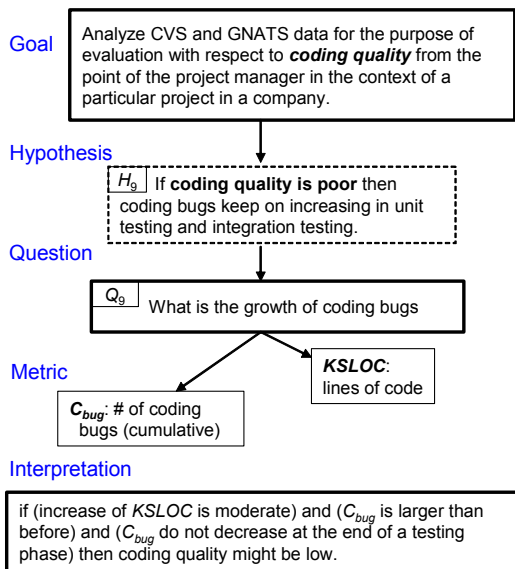 Goal
Analyze CVS and GNATS data for the purpose of
evaluation with respect to coding quality from the
point of the project manager in the context of a
particular project in a company.
Hypothesis
H9 If coding quality is poor then
coding bugs keep on increasing in unit
testing and integration testing.
Question
Q9 What is the growth of coding bugs
Metric
KSLOC:
lines of code
Cbug: # of coding
bugs (cumulative)
Interpretation
if (increase of KSLOC is moderate) and (Cbug is larger than
before) and (Cbug do not decrease at the end of a testing
phase) then coding quality might be low.